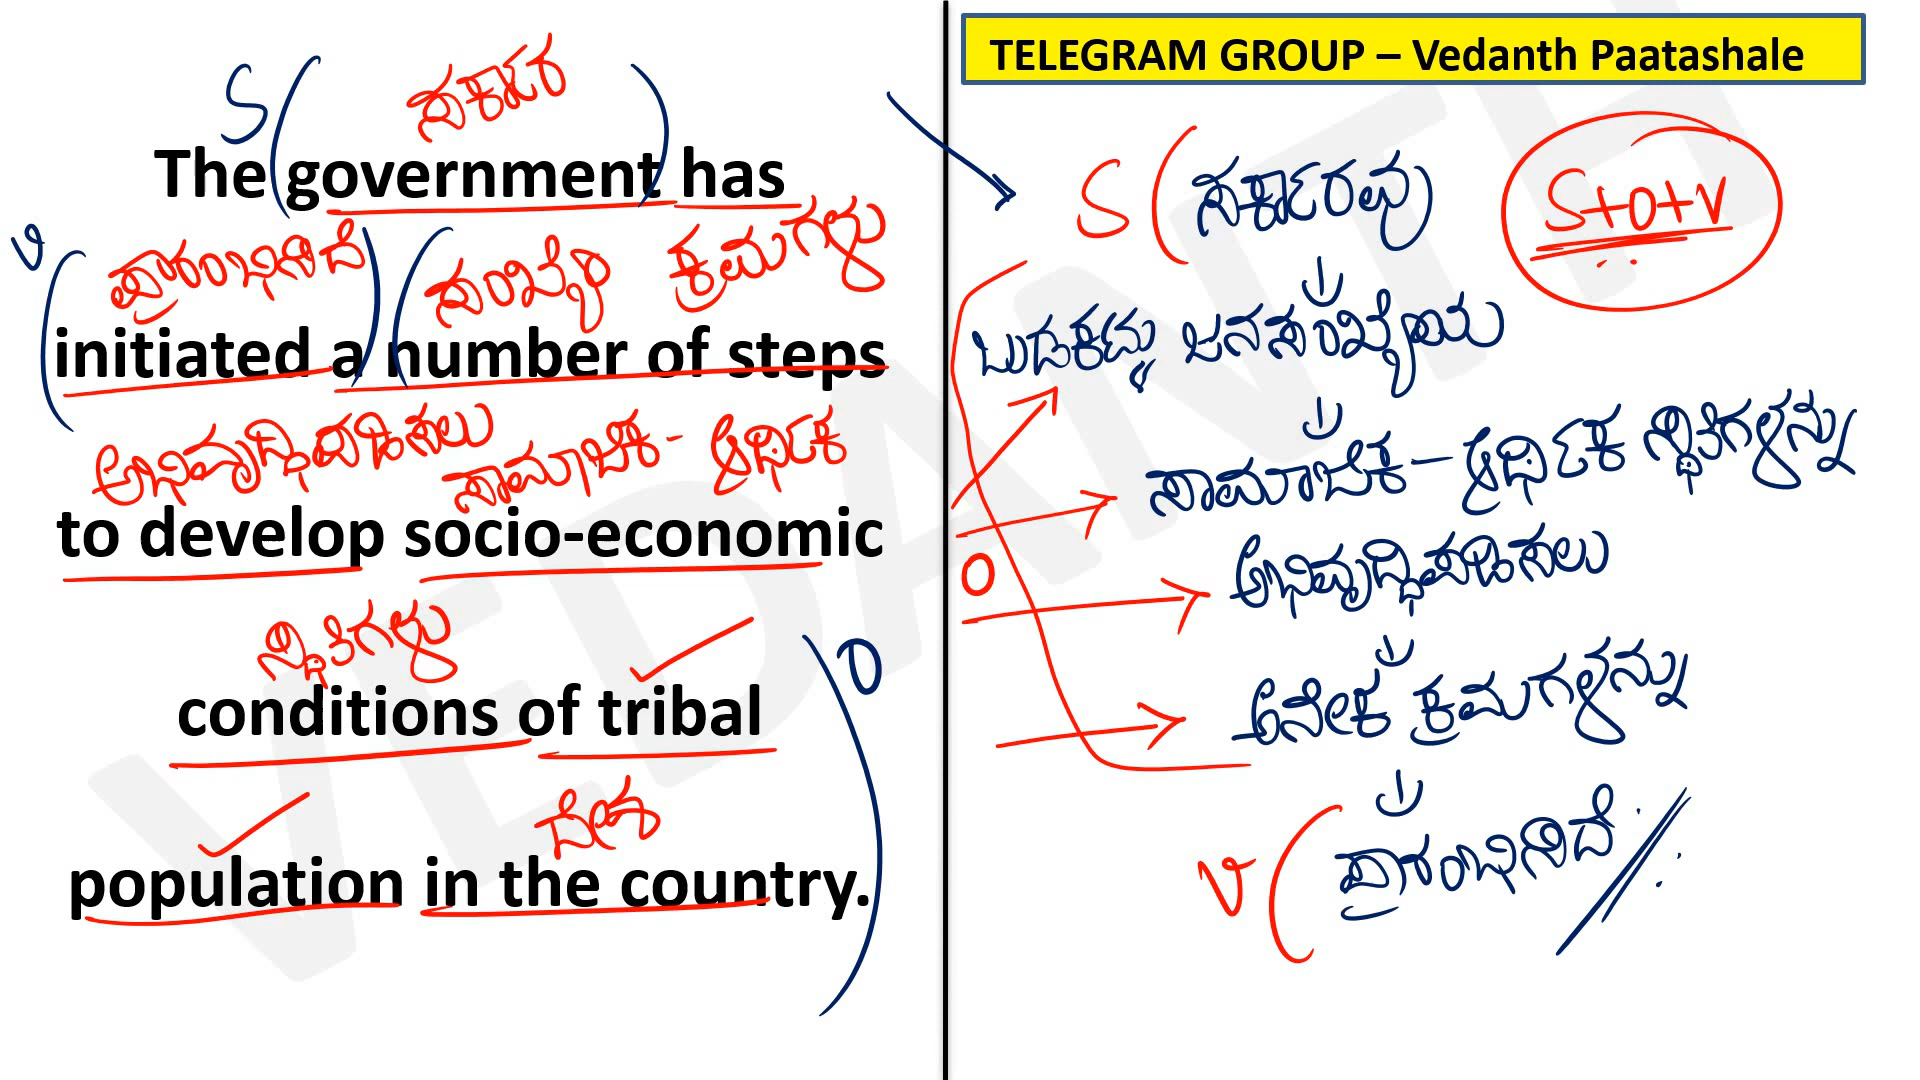 S ಸರ್ಕಾರ
The government has
V ಪ್ರಾರಂಭಿಸಿದೆ ಸಂಖ್ಯೆ ಕ್ರಮಗಳು
initiated a number of steps
ಅಭಿವೃದ್ಧಿಪಡಿಸಲು ಸಾಮಾಜಿಕ - ಆರ್ಥಿಕ
to develop socio-economic
ಸ್ಥಿತಿಗಳು
conditions of tribal
ದೇಶ
population in the country.
O
TELEGRAM GROUP – Vedanth Paatashale
S ಸರ್ಕಾರವು
S+O+V
ಬುಡಕಟ್ಟು ಜನಸಂಖ್ಯೆಯ
ಸಾಮಾಜಿಕ - ಆರ್ಥಿಕ ಸ್ಥಿತಿಗಳನ್ನು
O ಅಭಿವೃದ್ಧಿಪಡಿಸಲು
ಅನೇಕ ಕ್ರಮಗಳನ್ನು
V ಪ್ರಾರಂಭಿಸಿದೆ
VEDANTH